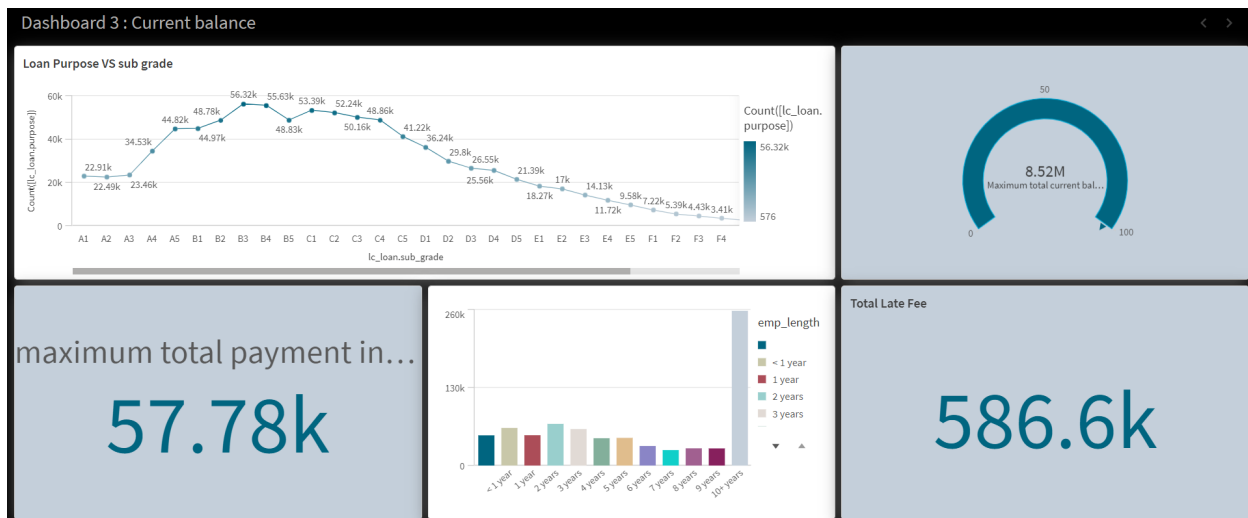 Dashboard 3 : Current balance
Loan Purpose VS sub grade
Count([lc_loan.purpose])
60k
40k
20k
0
22.91k
22.49k
23.46k
34.53k
44.82k
44.97k
48.78k
56.32k
55.63k
48.83k
53.39k
52.24k
50.16k
48.86k
41.22k
36.24k
29.8k
26.55k
25.56k
21.39k
18.27k
17k
14.13k
11.72k
9.58k
7.22k
5.39k
4.43k
3.41k
A1 A2 A3 A4 A5 B1 B2 B3 B4 B5 C1 C2 C3 C4 C5 D1 D2 D3 D4 D5 E1 E2 E3 E4 E5 F1 F2 F3 F4
lc_loan.sub_grade
Count([lc_loan.
purpose])
56.32k
576
50
8.52M
Maximum total current bal...
0
100
maximum total payment in...
57.78k
260k
130k
0
< 1 year
1 year
2 years
3 years
4 years
5 years
6 years
7 years
8 years
9 years
10+ years
emp_length
< 1 year
1 year
2 years
3 years
Total Late Fee
586.6k